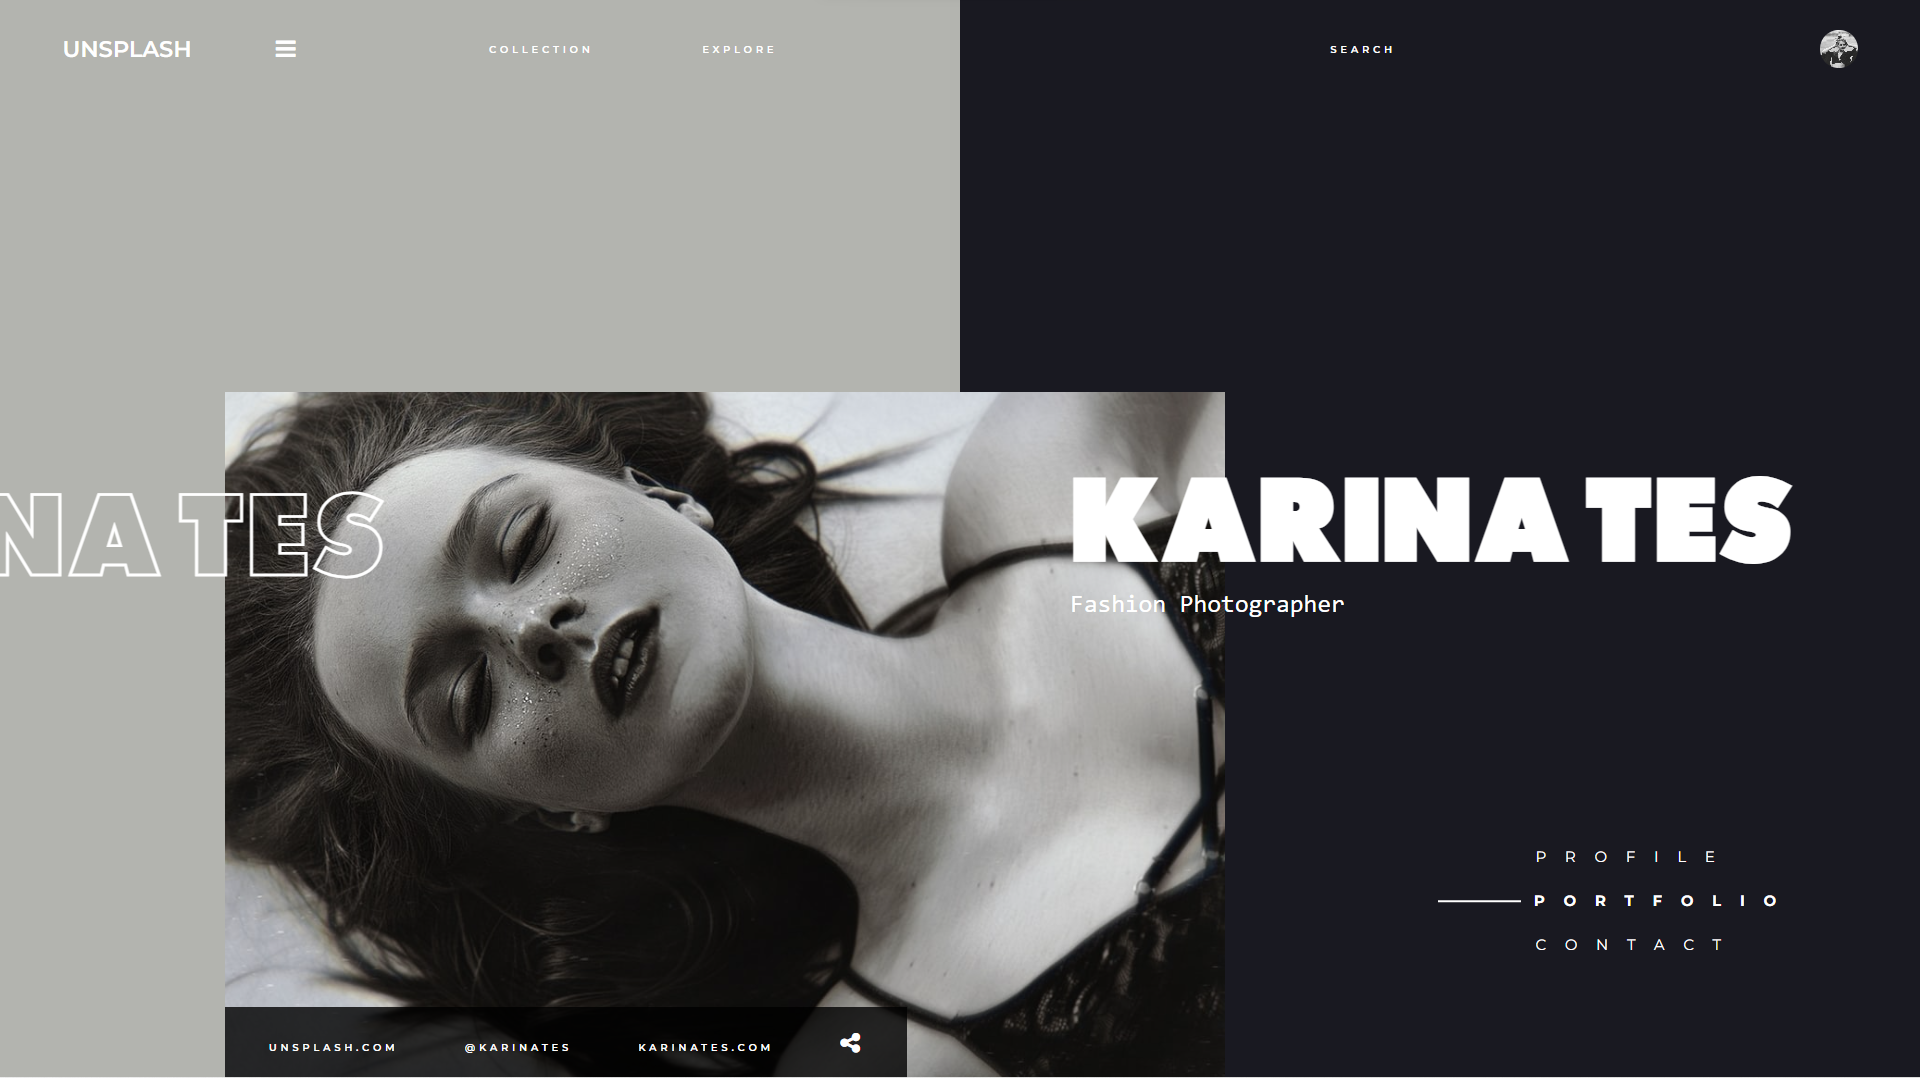 UNSPLASH
COLLECTION
EXPLORE
SEARCH
NA TES
KARINA TES
Fashion Photographer
PROFILE
PORTFOLIO
CONTACT
UNSPLASH.COM
@KARINATES
KARINATES.COM